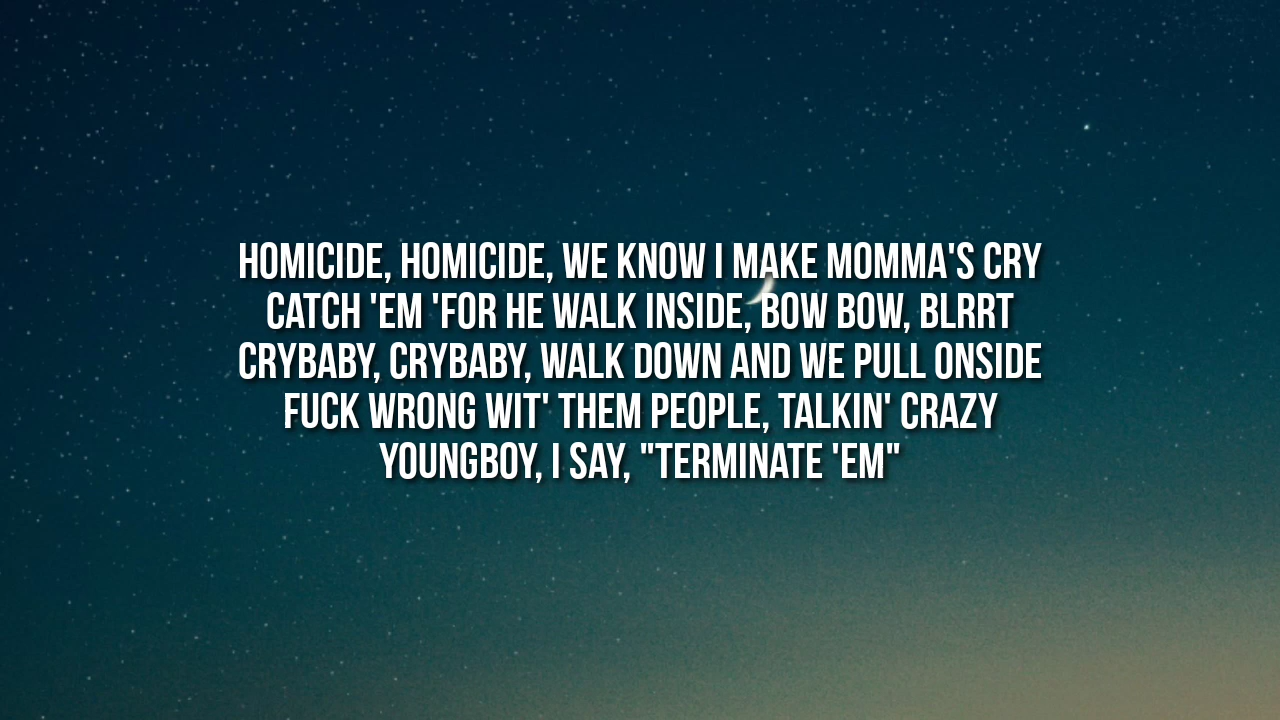 HOMICIDE, HOMICIDE, WE KNOW I MAKE MOMMA'S CRY
CATCH 'EM 'FOR HE WALK INSIDE, BOW BOW, BLRRT
CRYBABY, CRYBABY, WALK DOWN AND WE PULL ONSIDE
FUCK WRONG WIT' THEM PEOPLE, TALKIN' CRAZY
YOUNGBOY, I SAY, "TERMINATE 'EM"